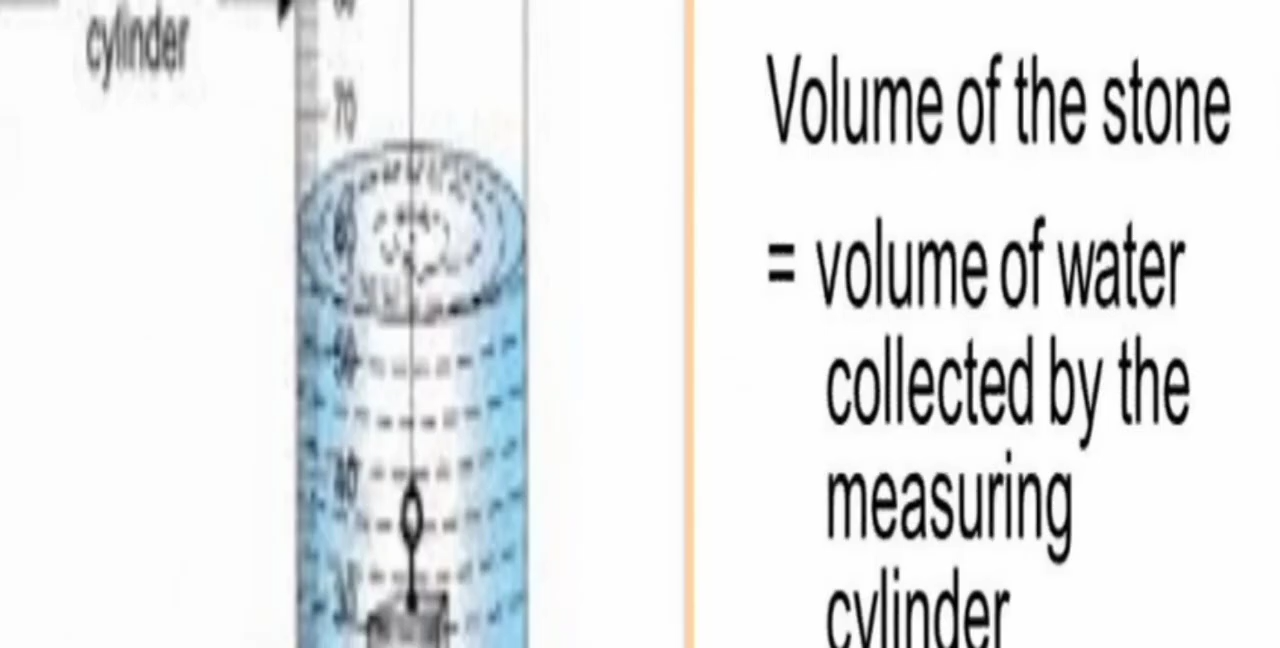 cylinder
70
Volume of the stone
= volume of water
collected by the
measuring
cylinder